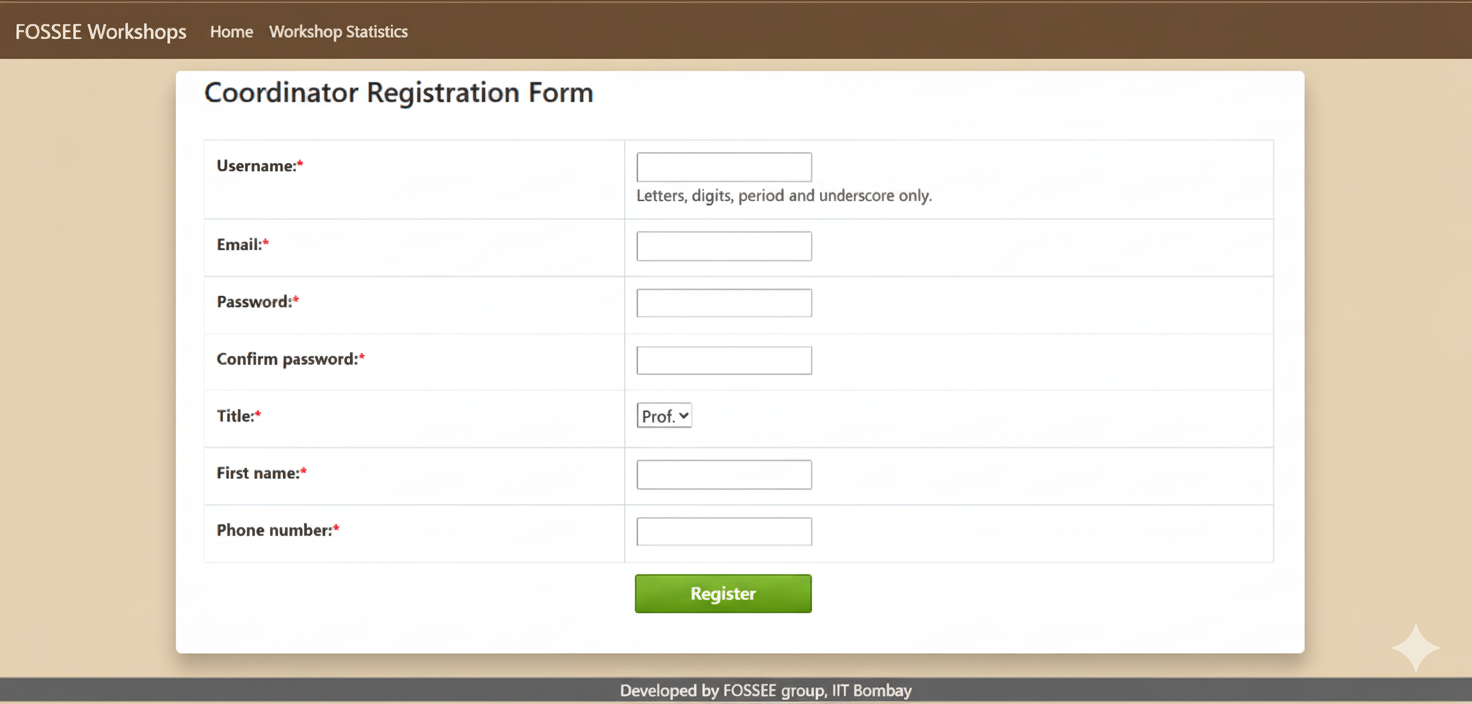 FOSSEE Workshops Home Workshop Statistics
Coordinator Registration Form
Username:*
Letters, digits, period and underscore only.
Email:*
Password:*
Confirm password:*
Title:* Prof.
First name:*
Phone number:*
Register
Developed by FOSSEE group, IIT Bombay